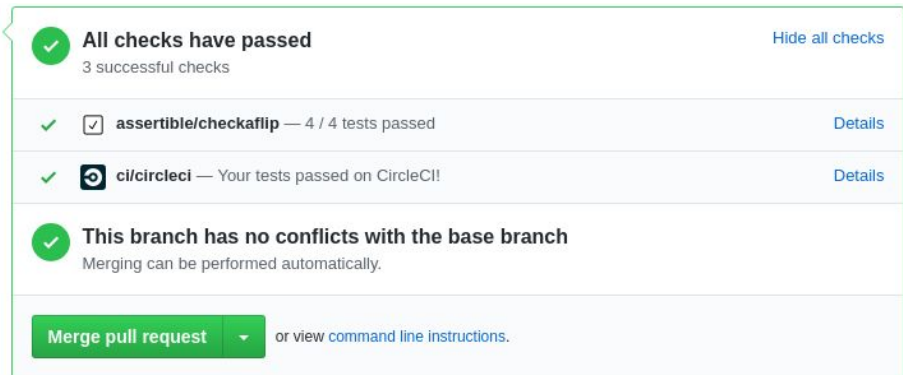 All checks have passed
Hide all checks
3 successful checks
assertible/checkaflip — 4 / 4 tests passed
Details
ci/circleci — Your tests passed on CircleCI!
Details
This branch has no conflicts with the base branch
Merging can be performed automatically.
Merge pull request
or view command line instructions.